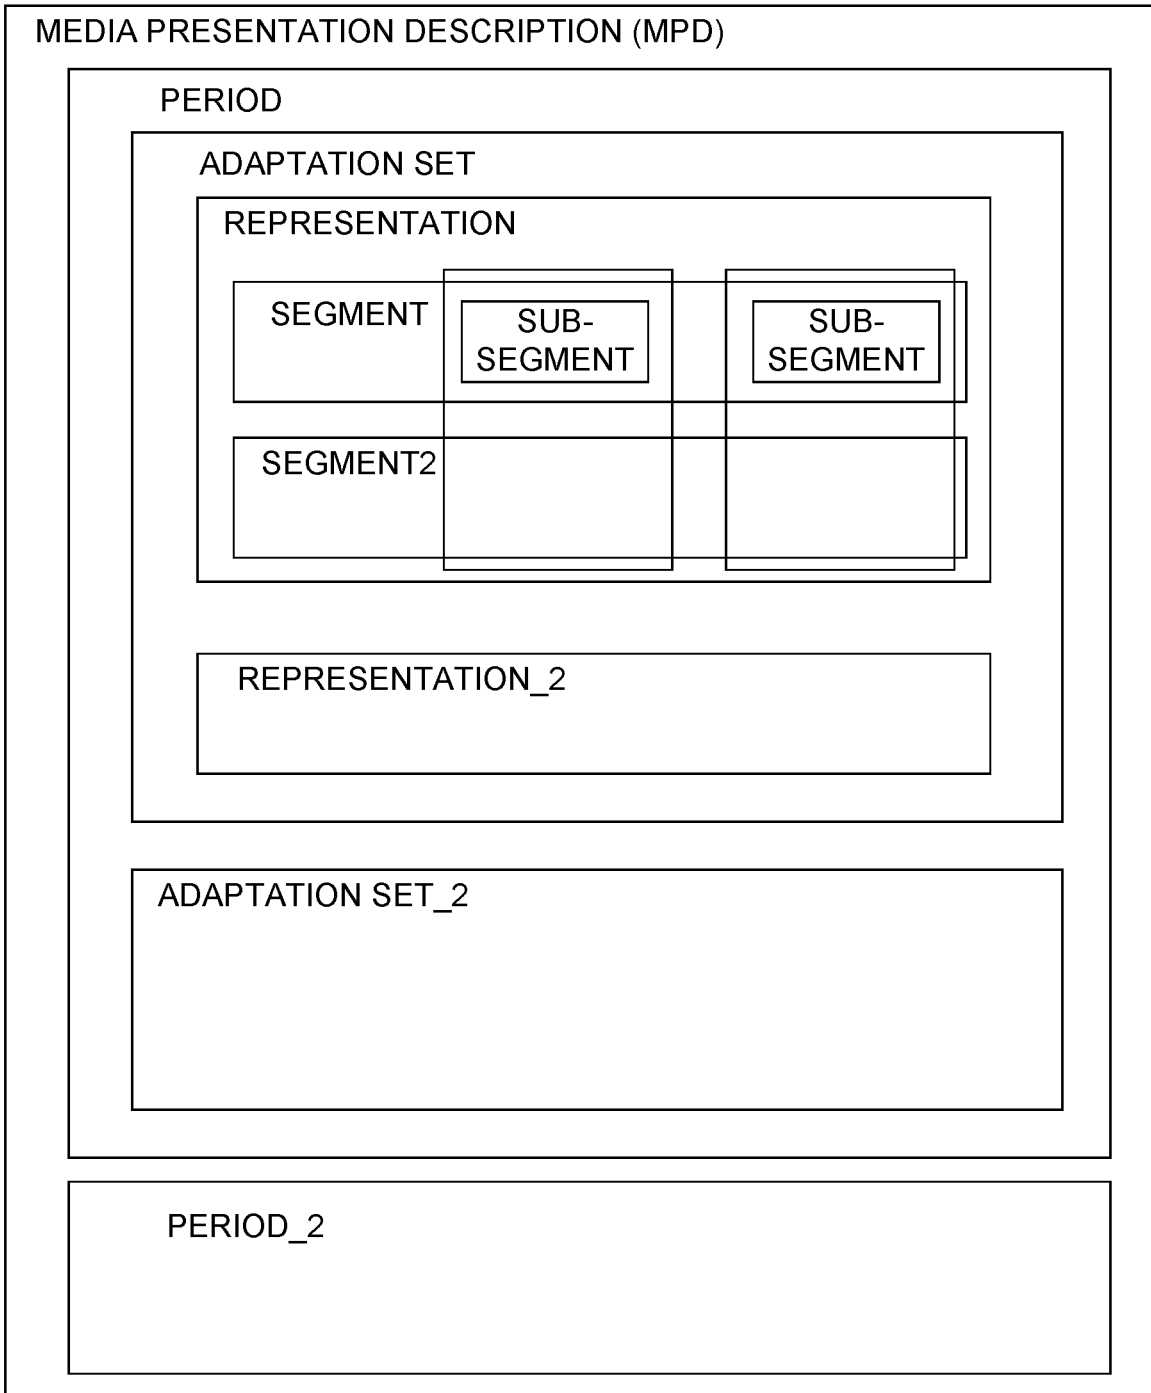 MEDIA PRESENTATION DESCRIPTION (MPD)
PERIOD
ADAPTATION SET
REPRESENTATION
SEGMENT
SUB-
SEGMENT
SUB-
SEGMENT
SEGMENT2
REPRESENTATION_2
ADAPTATION SET_2
PERIOD_2